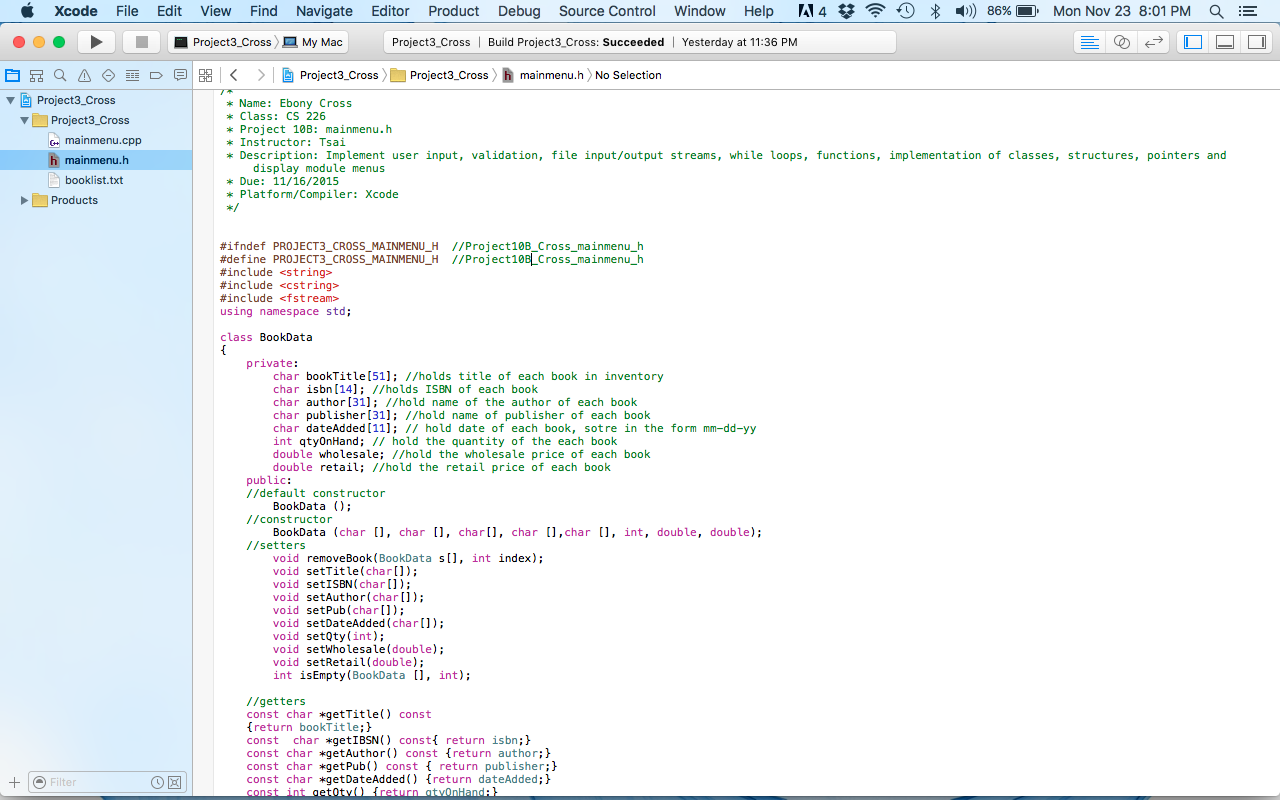 Xcode File Edit View Find Navigate Editor Product Debug Source Control Window Help 4 86% Mon Nov 23 8:01 PM
Project3_Cross My Mac Project3_Cross | Build Project3_Cross: Succeeded | Yesterday at 11:36 PM
Project3_Cross Project3_Cross h mainmenu.h No Selection
Project3_Cross
Project3_Cross
mainmenu.cpp
h mainmenu.h
booklist.txt
Products
Filter
/*
* Name: Ebony Cross
* Class: CS 226
* Project 10B: mainmenu.h
* Instructor: Tsai
* Description: Implement user input, validation, file input/output streams, while loops, functions, implementation of classes, structures, pointers and
display module menus
* Due: 11/16/2015
* Platform/Compiler: Xcode
*/
#ifndef PROJECT3_CROSS_MAINMENU_H //Project10B_Cross_mainmenu_h
#define PROJECT3_CROSS_MAINMENU_H //Project10B_Cross_mainmenu_h
#include <string>
#include <cstring>
#include <fstream>
using namespace std;
class BookData
{
private:
char bookTitle[51]; //holds title of each book in inventory
char isbn[14]; //holds ISBN of each book
char author[31]; //hold name of the author of each book
char publisher[31]; //hold name of publisher of each book
char dateAdded[11]; // hold date of each book, sotre in the form mm-dd-yy
int qtyOnHand; // hold the quantity of the each book
double wholesale; //hold the wholesale price of each book
double retail; //hold the retail price of each book
public:
//default constructor
BookData ();
//constructor
BookData (char [], char [], char[], char [],char [], int, double, double);
//setters
void removeBook(BookData s[], int index);
void setTitle(char[]);
void setISBN(char[]);
void setAuthor(char[]);
void setPub(char[]);
void setDateAdded(char[]);
void setQty(int);
void setWholesale(double);
void setRetail(double);
int isEmpty(BookData [], int);
//getters
const char *getTitle() const
{return bookTitle;}
const  char *getIBSN() const{ return isbn;}
const char *getAuthor() const {return author;}
const char *getPub() const { return publisher;}
const char *getDateAdded() {return dateAdded;}
const int getQty() {return qtyOnHand;}